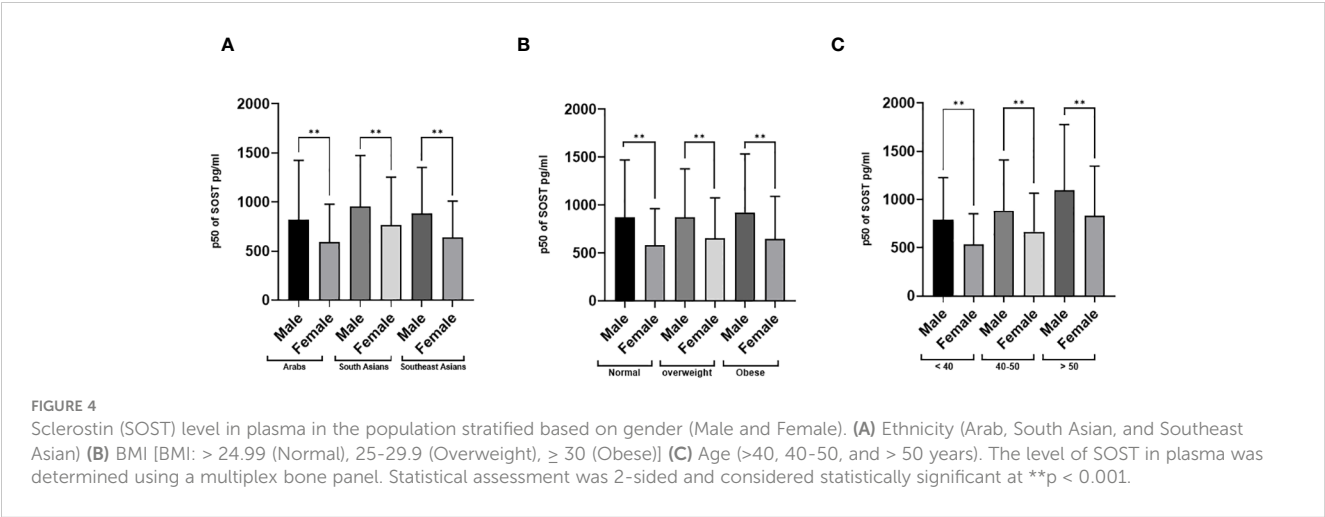 A
B
C
p50 of SOST pg/ml
2000
1500
1000
500
0
**
**
**
Male
Female
Male
Female
Male
Female
Arabs
South Asians
Southeast Asians
p50 of SOST pg/ml
2000
1500
1000
500
0
**
**
**
Male
Female
Male
Female
Male
Female
Normal
overweight
Obese
p50 of SOST pg/ml
2000
1500
1000
500
0
**
**
**
Male
Female
Male
Female
Male
Female
< 40
40-50
> 50
FIGURE 4
Sclerostin (SOST) level in plasma in the population stratified based on gender (Male and Female). (A) Ethnicity (Arab, South Asian, and Southeast
Asian) (B) BMI [BMI: > 24.99 (Normal), 25-29.9 (Overweight), ≥ 30 (Obese)] (C) Age (>40, 40-50, and > 50 years). The level of SOST in plasma was
determined using a multiplex bone panel. Statistical assessment was 2-sided and considered statistically significant at **p < 0.001.